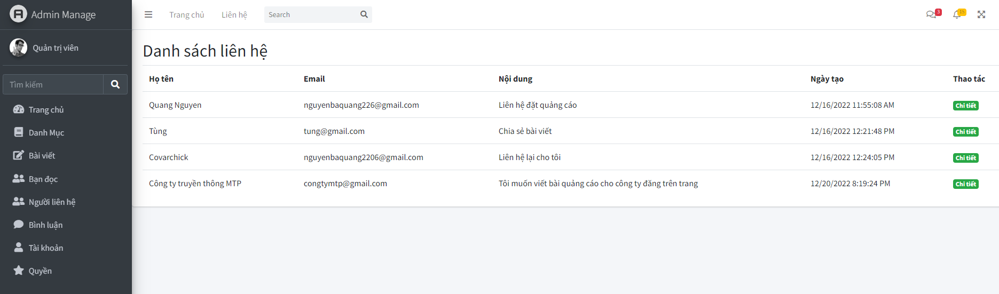 Admin Manage
Trang chủ Liên hệ Search 3 15
Quản trị viên
Tìm kiếm
Trang chủ
Danh Mục
Bài viết
Bạn đọc
Người liên hệ
Bình luận
Tài khoản
Quyền
Danh sách liên hệ
Họ tên Email Nội dung Ngày tạo Thao tác
Quang Nguyen nguyenbaquang226@gmail.com Liên hệ đặt quảng cáo 12/16/2022 11:55:08 AM Chi tiết
Tùng tung@gmail.com Chia sẻ bài viết 12/16/2022 12:21:48 PM Chi tiết
Covarchick nguyenbaquang2206@gmail.com Liên hệ lại cho tôi 12/16/2022 12:24:05 PM Chi tiết
Công ty truyền thông MTP congtymtp@gmail.com Tôi muốn viết bài quảng cáo cho công ty đăng trên trang 12/20/2022 8:19:24 PM Chi tiết